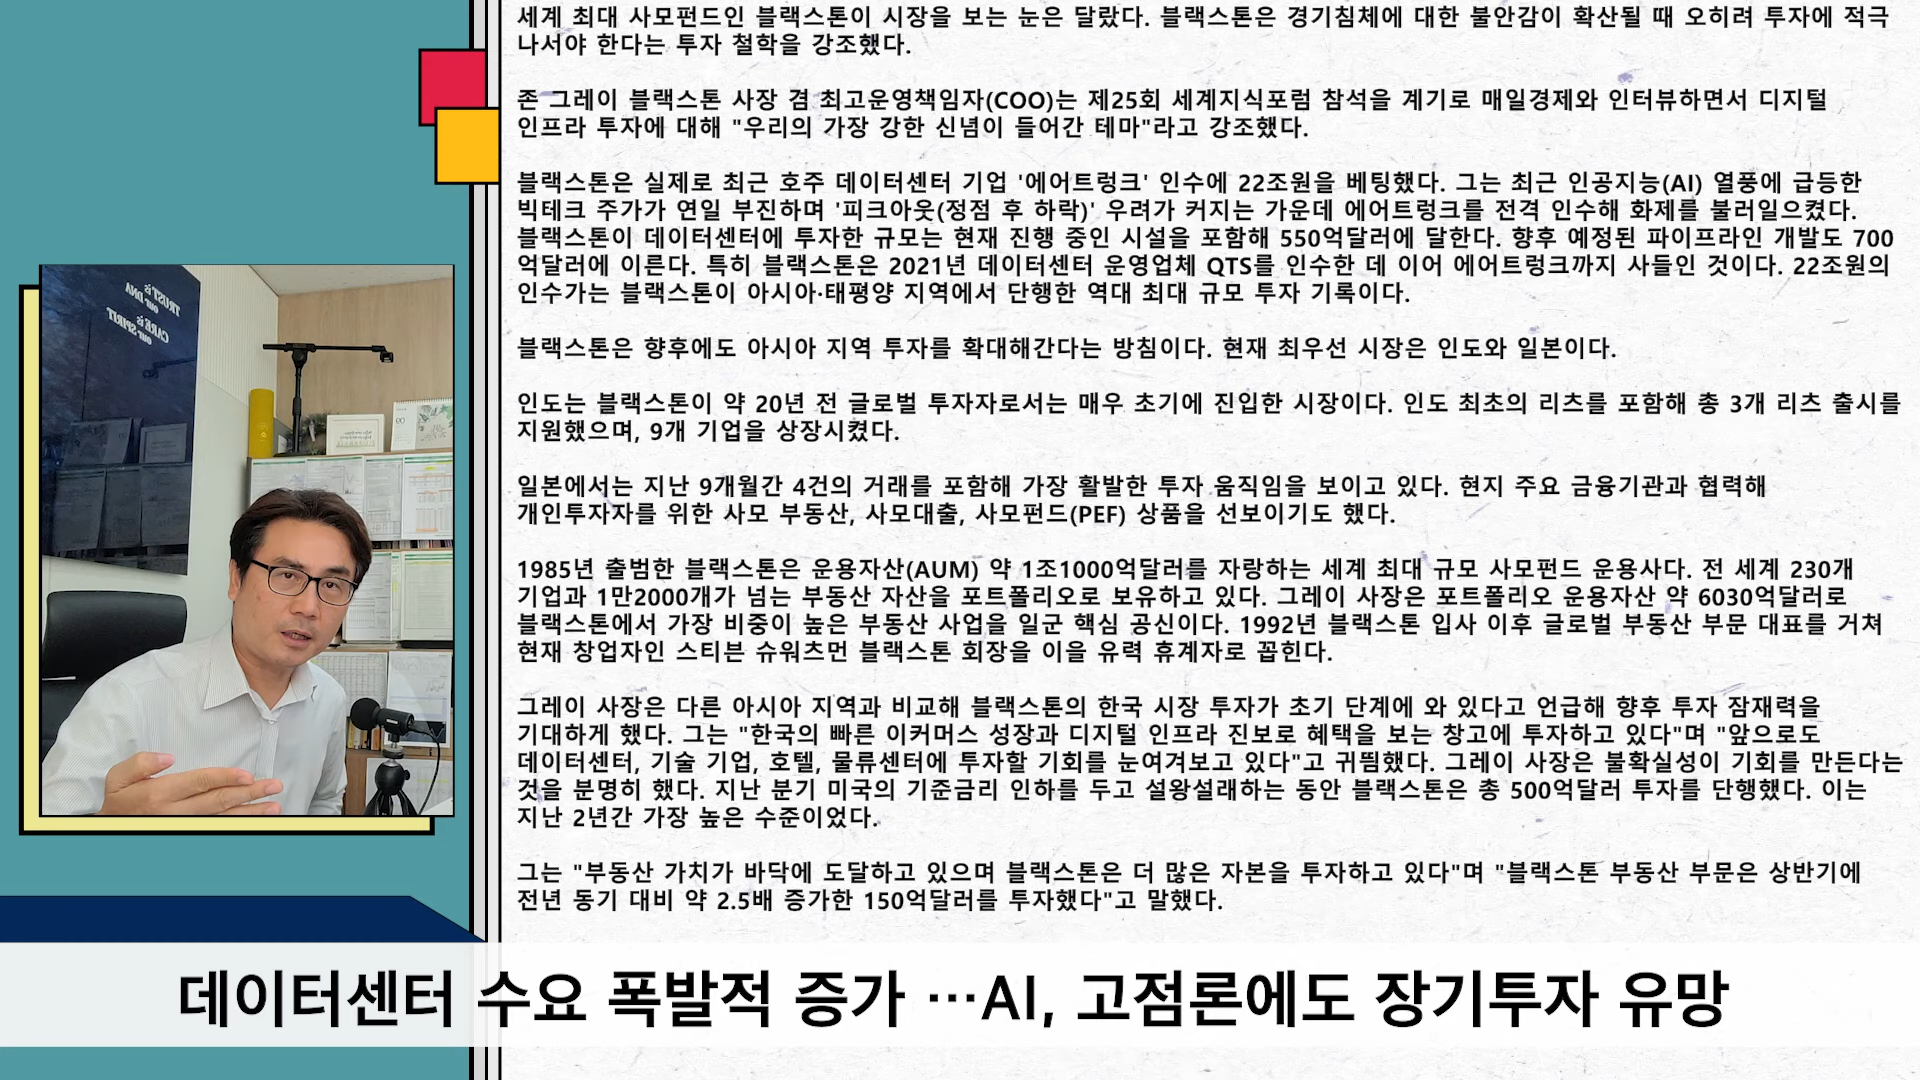 세계 최대 사모펀드인 블랙스톤이 시장을 보는 눈은 달랐다. 블랙스톤은 경기침체에 대한 불안감이 확산될 때 오히려 투자에 적극
나서야 한다는 투자 철학을 강조했다.
존 그레이 블랙스톤 사장 겸 최고운영책임자(COO)는 제25회 세계지식포럼 참석을 계기로 매일경제와 인터뷰하면서 디지털
인프라 투자에 대해 "우리의 가장 강한 신념이 들어간 테마"라고 강조했다.
블랙스톤은 실제로 최근 호주 데이터센터 기업 '에어트렁크' 인수에 22조원을 베팅했다. 그는 최근 인공지능(AI) 열풍에 급등한
빅테크 주가가 연일 부진하며 '피크아웃(정점 후 하락)' 우려가 커지는 가운데 에어트렁크를 전격 인수해 화제를 불러일으켰다.
블랙스톤이 데이터센터에 투자한 규모는 현재 진행 중인 시설을 포함해 550억달러에 달한다. 향후 예정된 파이프라인 개발도 700
억달러에 이른다. 특히 블랙스톤은 2021년 데이터센터 운영업체 QTS를 인수한 데 이어 에어트렁크까지 사들인 것이다. 22조원의
인수가는 블랙스톤이 아시아·태평양 지역에서 단행한 역대 최대 규모 투자 기록이다.
블랙스톤은 향후에도 아시아 지역 투자를 확대해간다는 방침이다. 현재 최우선 시장은 인도와 일본이다.
인도는 블랙스톤이 약 20년 전 글로벌 투자자로서는 매우 초기에 진입한 시장이다. 인도 최초의 리츠를 포함해 총 3개 리츠 출시를
지원했으며, 9개 기업을 상장시켰다.
일본에서는 지난 9개월간 4건의 거래를 포함해 가장 활발한 투자 움직임을 보이고 있다. 현지 주요 금융기관과 협력해
개인투자자를 위한 사모 부동산, 사모대출, 사모펀드(PEF) 상품을 선보이기도 했다.
1985년 출범한 블랙스톤은 운용자산(AUM) 약 1조1000억달러를 자랑하는 세계 최대 규모 사모펀드 운용사다. 전 세계 230개
기업과 1만2000개가 넘는 부동산 자산을 포트폴리오로 보유하고 있다. 그레이 사장은 포트폴리오 운용자산 약 6030억달러로
블랙스톤에서 가장 비중이 높은 부동산 사업을 일군 핵심 공신이다. 1992년 블랙스톤 입사 이후 글로벌 부동산 부문 대표를 거쳐
현재 창업자인 스티븐 슈워츠먼 블랙스톤 회장을 이을 유력 휴계자로 꼽힌다.
그레이 사장은 다른 아시아 지역과 비교해 블랙스톤의 한국 시장 투자가 초기 단계에 와 있다고 언급해 향후 투자 잠재력을
기대하게 했다. 그는 "한국의 빠른 이커머스 성장과 디지털 인프라 진보로 혜택을 보는 창고에 투자하고 있다"며 "앞으로도
데이터센터, 기술 기업, 호텔, 물류센터에 투자할 기회를 눈여겨보고 있다"고 귀띔했다. 그레이 사장은 불확실성이 기회를 만든다는
것을 분명히 했다. 지난 분기 미국의 기준금리 인하를 두고 설왕설래하는 동안 블랙스톤은 총 500억달러 투자를 단행했다. 이는
지난 2년간 가장 높은 수준이었다.
그는 "부동산 가치가 바닥에 도달하고 있으며 블랙스톤은 더 많은 자본을 투자하고 있다"며 "블랙스톤 부동산 부문은 상반기에
전년 동기 대비 약 2.5배 증가한 150억달러를 투자했다"고 말했다.
TRUST is
our DNA
CARE is
our SPIRIT
데이터센터 수요 폭발적 증가 …AI, 고점론에도 장기투자 유망